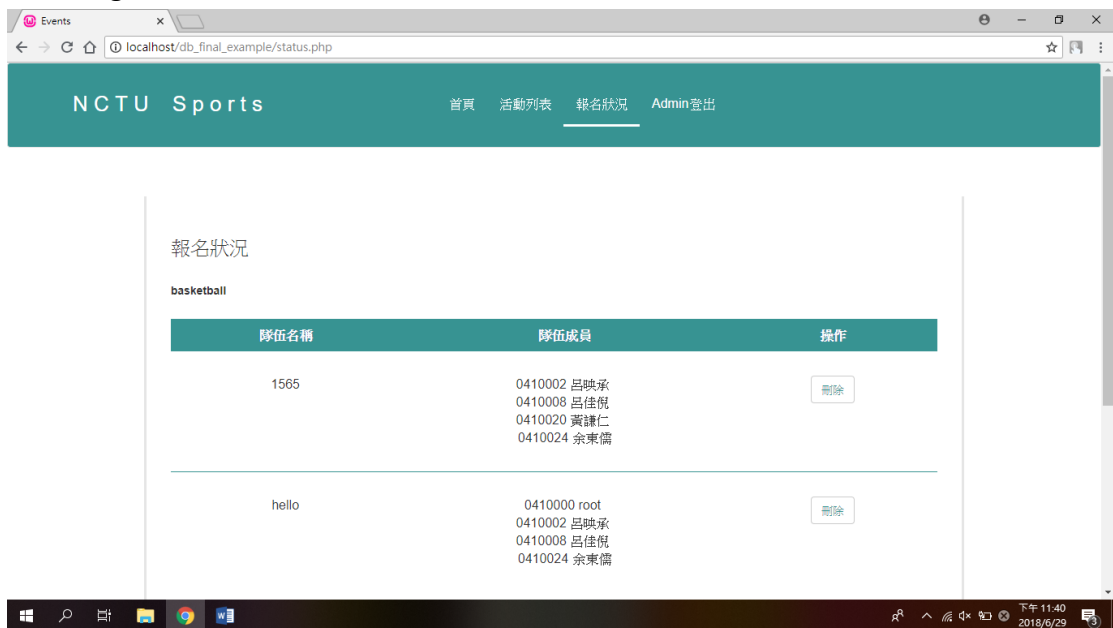 Events
localhost/db_final_example/status.php
NCTU Sports
首頁 活動列表 報名狀況 Admin登出
報名狀況
basketball
隊伍名稱 隊伍成員 操作
1565 0410002 呂映承 刪除
0410008 呂佳倪
0410020 黃謙仁
0410024 余東儒
hello 0410000 root 刪除
0410002 呂映承
0410008 呂佳倪
0410024 余東儒
下午 11:40
2018/6/29